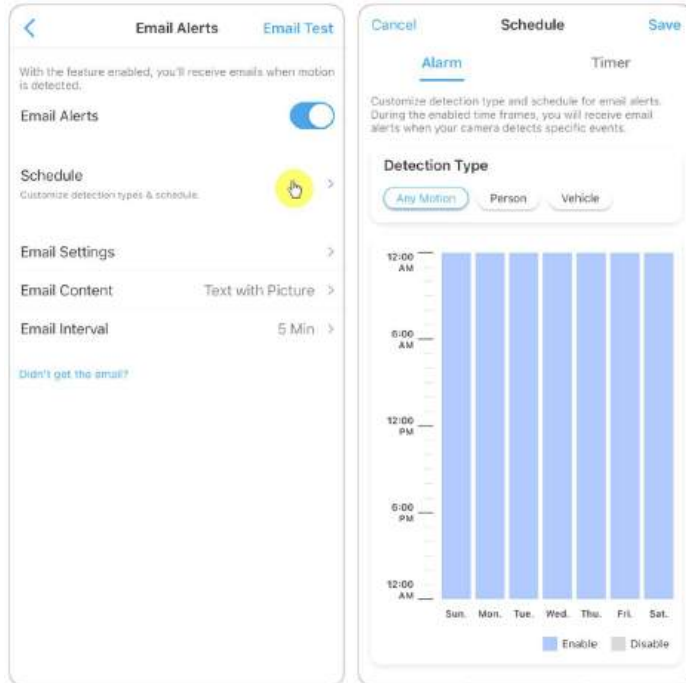 Email Alerts
Email Test
With the feature enabled, you'll receive emails when motion
is detected.
Email Alerts
Schedule
Customize detection types & schedule.
Email Settings
Email Content
Text with Picture
Email Interval
5 Min
Didn't get the email?
Cancel
Schedule
Save
Alarm
Timer
Customize detection type and schedule for email alerts.
During the enabled time frames, you will receive email
alerts when your camera detects specific events.
Detection Type
Any Motion
Person
Vehicle
12:00
AM
6:00
AM
12:00
PM
6:00
PM
12:00
AM
Sun. Mon. Tue. Wed. Thu. Fri. Sat.
Enable
Disable